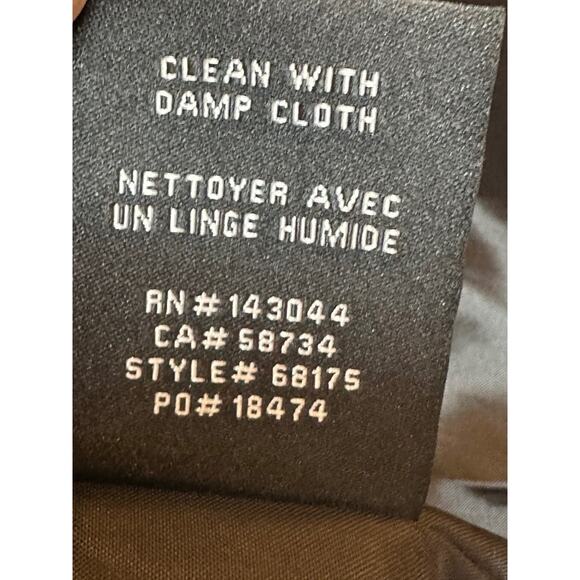 CLEAN WITH
DAMP CLOTH
NETTOYER AVEC
UN LINGE HUMIDE
RN# 143044
CA# 58734
STYLE# 68175
PO# 18474